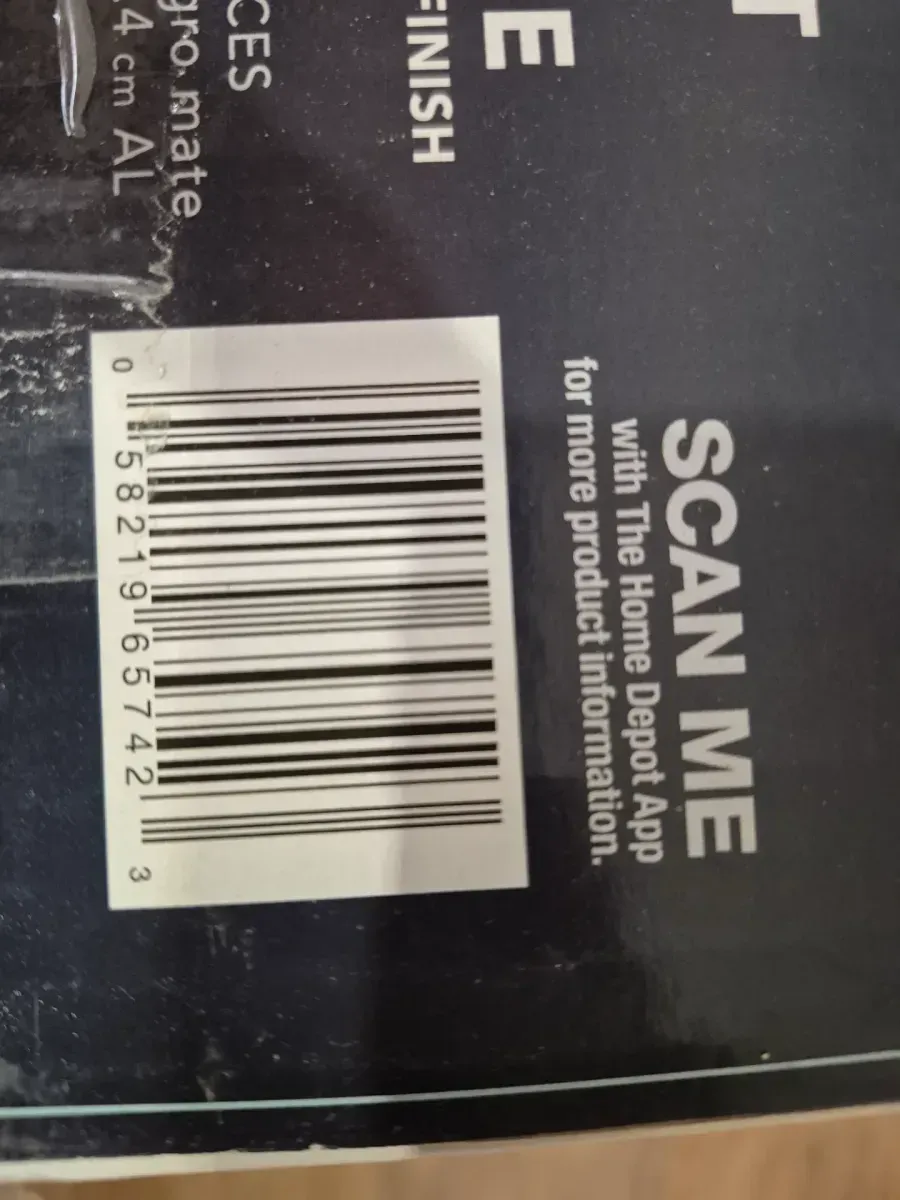 T
E
FINISH
CES
gro mate
.4 cm AL
SCAN ME
with The Home Depot App
for more product information.
0 58219 65742 3